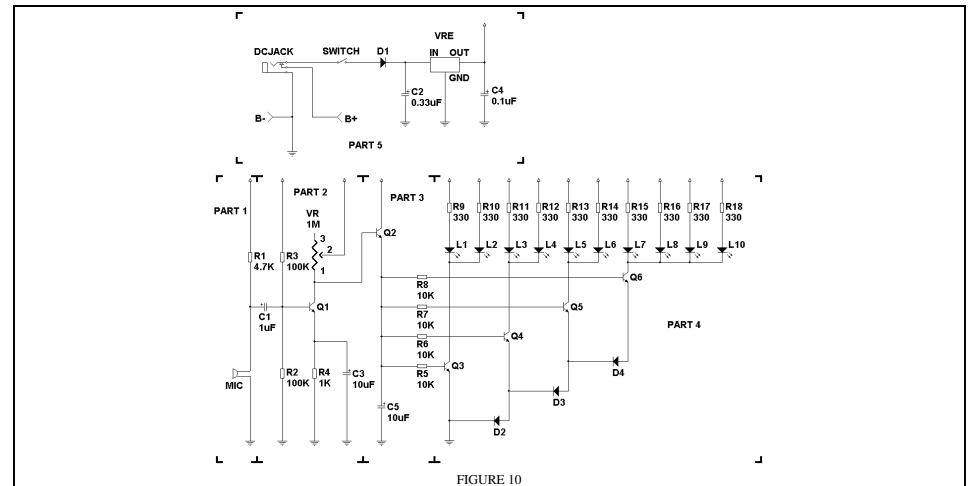 VRE
DCJACK SWITCH D1 IN OUT
GND
C2
0.33uF
C4
0.1uF
B- B+
PART 5
PART 1 PART 2 PART 3
VR
1M
3
2
1
R1
4.7K
R3
100K
Q2
Q1
C1
1uF
MIC
R2
100K
R4
1K
C3
10uF
C5
10uF
R9
330
R10
330
R11
330
R12
330
R13
330
R14
330
R15
330
R16
330
R17
330
R18
330
L1 L2 L3 L4 L5 L6 L7 L8 L9 L10
R8
10K
Q6
R7
10K
Q5
R6
10K
Q4
R5
10K
Q3
PART 4
D4
D3
D2
FIGURE 10